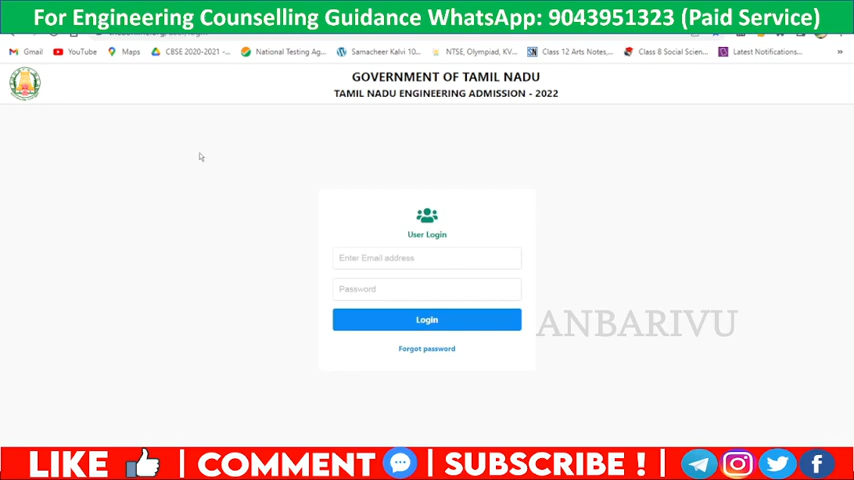 For Engineering Counselling Guidance WhatsApp: 9043951323 (Paid Service)
Gmail YouTube Maps CBSE 2020-2021 -... National Testing Ag... Samacheer Kalvi 10... NTSE, Olympiad, KV... Class 12 Arts Notes,... Class 8 Social Scien... Latest Notifications... »
GOVERNMENT OF TAMIL NADU
TAMIL NADU ENGINEERING ADMISSION - 2022
User Login
Enter Email address
Password
Login
ANBARIVU
Forgot password
LIKE | COMMENT | SUBSCRIBE ! |